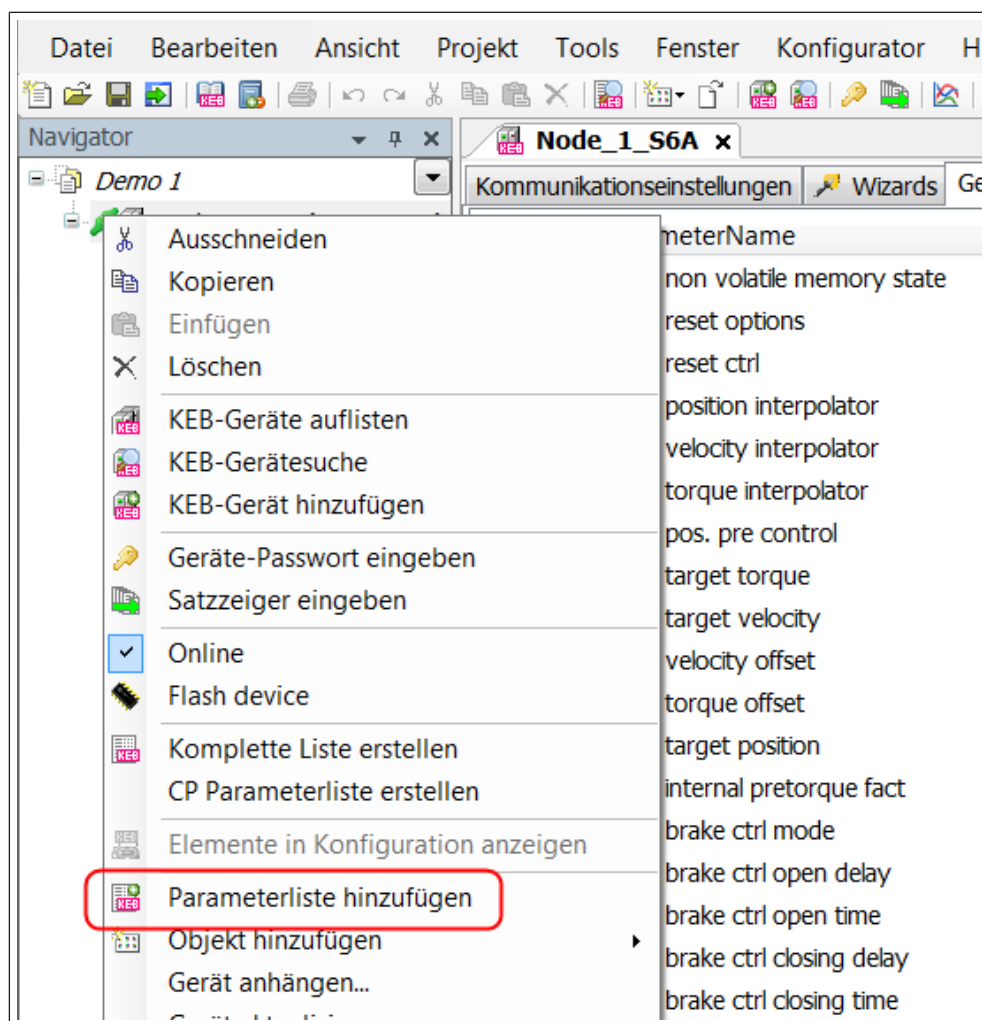 Datei Bearbeiten Ansicht Projekt Tools Fenster Konfigurator H
Navigator
Node_1_S6A
Demo 1
Kommunikationseinstellungen Wizards Ge
meterName
Ausschneiden
Kopieren
Einfügen
Löschen
KEB-Geräte auflisten
KEB-Gerätesuche
KEB-Gerät hinzufügen
Geräte-Passwort eingeben
Satzzeiger eingeben
Online
Flash device
Komplette Liste erstellen
CP Parameterliste erstellen
Elemente in Konfiguration anzeigen
Parameterliste hinzufügen
Objekt hinzufügen
Gerät anhängen...
non volatile memory state
reset options
reset ctrl
position interpolator
velocity interpolator
torque interpolator
pos. pre control
target torque
target velocity
velocity offset
torque offset
target position
internal pretorque fact
brake ctrl mode
brake ctrl open delay
brake ctrl open time
brake ctrl closing delay
brake ctrl closing time